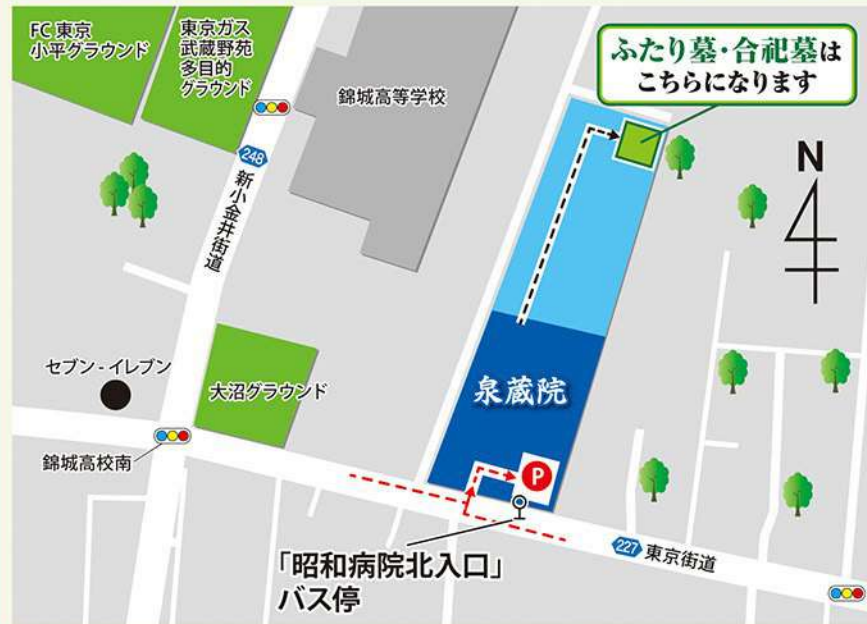 FC 東京
小平グラウンド
東京ガス
武蔵野苑
多目的
グラウンド
錦城高等学校
ふたり墓・合祀墓は
こちらになります
N
248
新小金井街道
セブン-イレブン
大沼グラウンド
泉蔵院
錦城高校南
P
「昭和病院北入口」
バス停
227
東京街道